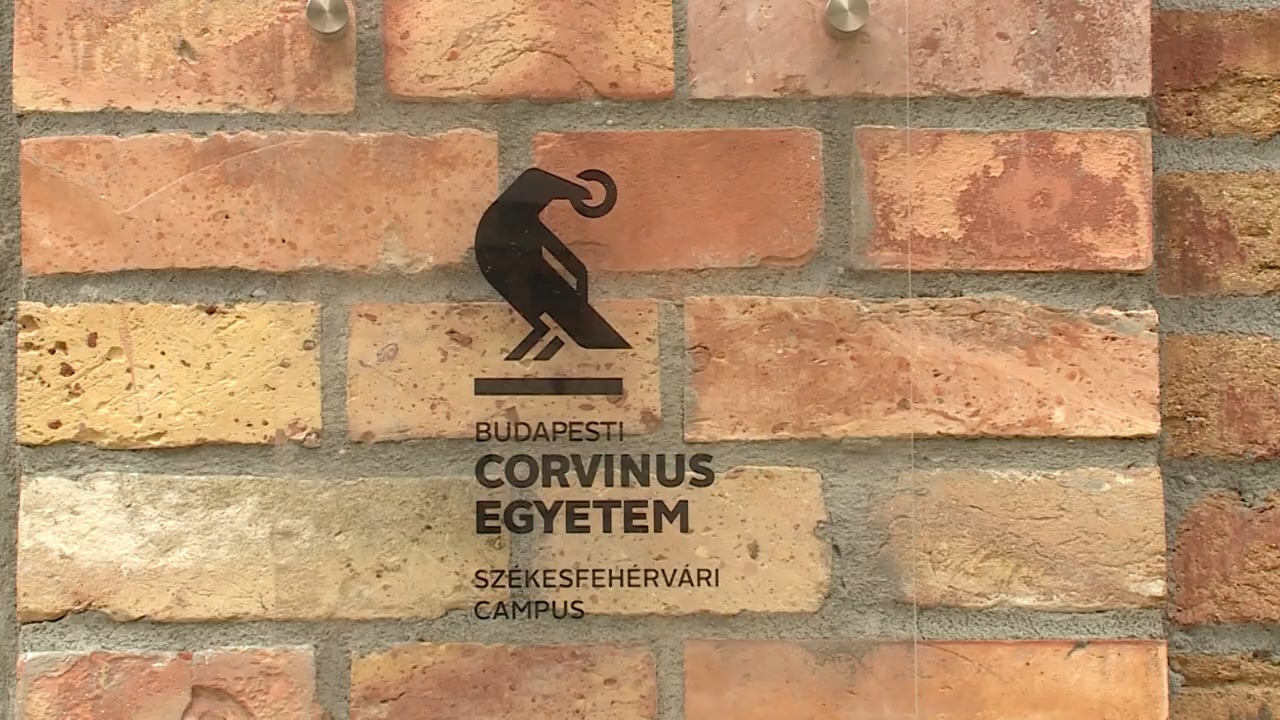 BUDAPESTI
CORVINUS
EGYETEM
SZÉKESFEHÉRVÁRI
CAMPUS